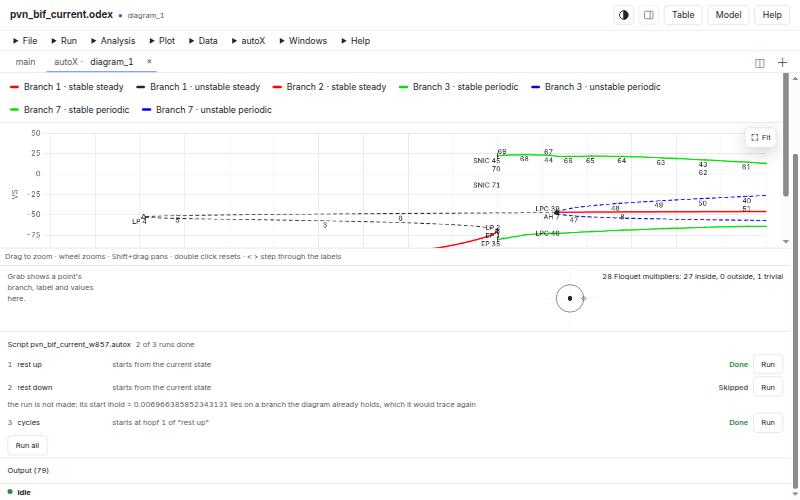 pvn_bif_current.odex • diagram_1
Table Model Help
File Run Analysis Plot Data autoX Windows Help
main autoX · diagram_1 ×
Branch 1 · stable steady Branch 1 · unstable steady Branch 2 · stable steady Branch 3 · stable periodic Branch 3 · unstable periodic
Branch 7 · stable periodic Branch 7 · unstable periodic
50
Fit
25
0
−25
−50
−75
VS
69
SNIC 45
70
68
67
44
66
65
64
63
43
62
61
SNIC 71
LP 4
5
3
6
LPC 39
AH 7
47
48
8
49
50
40
51
LP 2
EP 35
LPC 46
Drag to zoom · wheel zooms · Shift+drag pans · double click resets · < > step through the labels
Grab shows a point's
branch, label and values
here.
28 Floquet multipliers: 27 inside, 0 outside, 1 trivial
Script pvn_bif_current_w857.autox 2 of 3 runs done
1 rest up starts from the current state Done Run
2 rest down starts from the current state Skipped Run
the run is not made: its start ihold = 0.006966385852343131 lies on a branch the diagram already holds, which it would trace again
3 cycles starts at hopf 1 of "rest up" Done Run
Run all
Output (79)
Idle